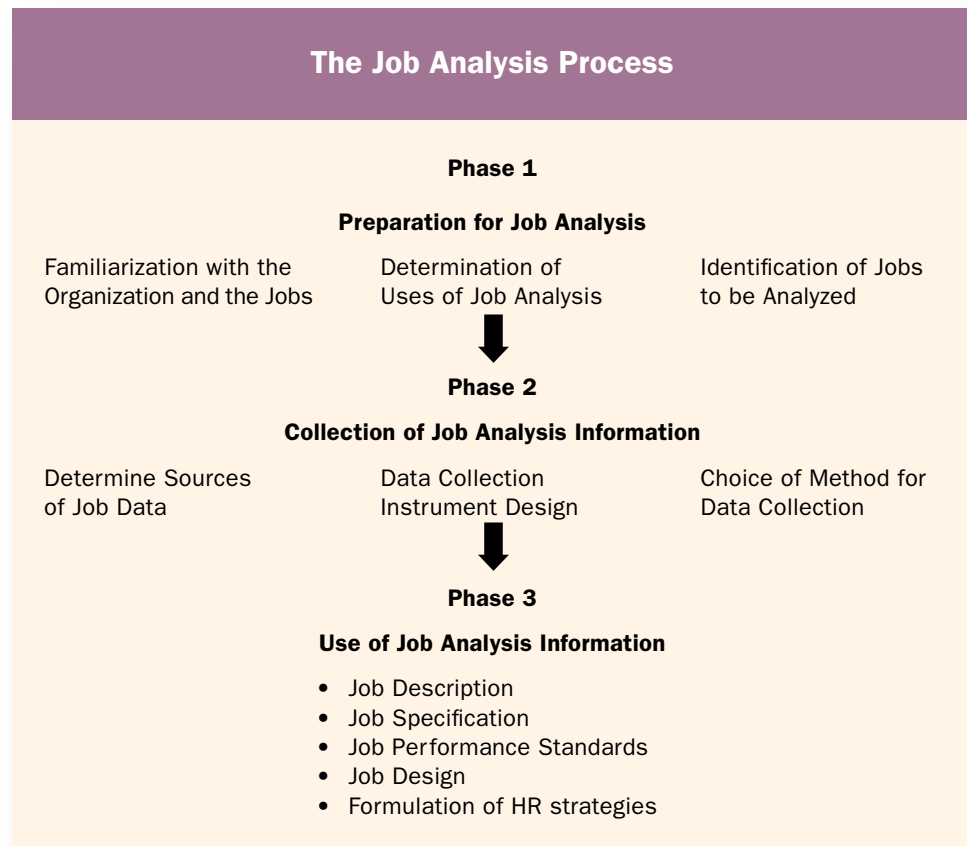 The Job Analysis Process
Phase 1
Preparation for Job Analysis
Familiarization with the
Organization and the Jobs
Determination of
Uses of Job Analysis
Identification of Jobs
to be Analyzed
Phase 2
Collection of Job Analysis Information
Determine Sources
of Job Data
Data Collection
Instrument Design
Choice of Method for
Data Collection
Phase 3
Use of Job Analysis Information
• Job Description
• Job Specification
• Job Performance Standards
• Job Design
• Formulation of HR strategies